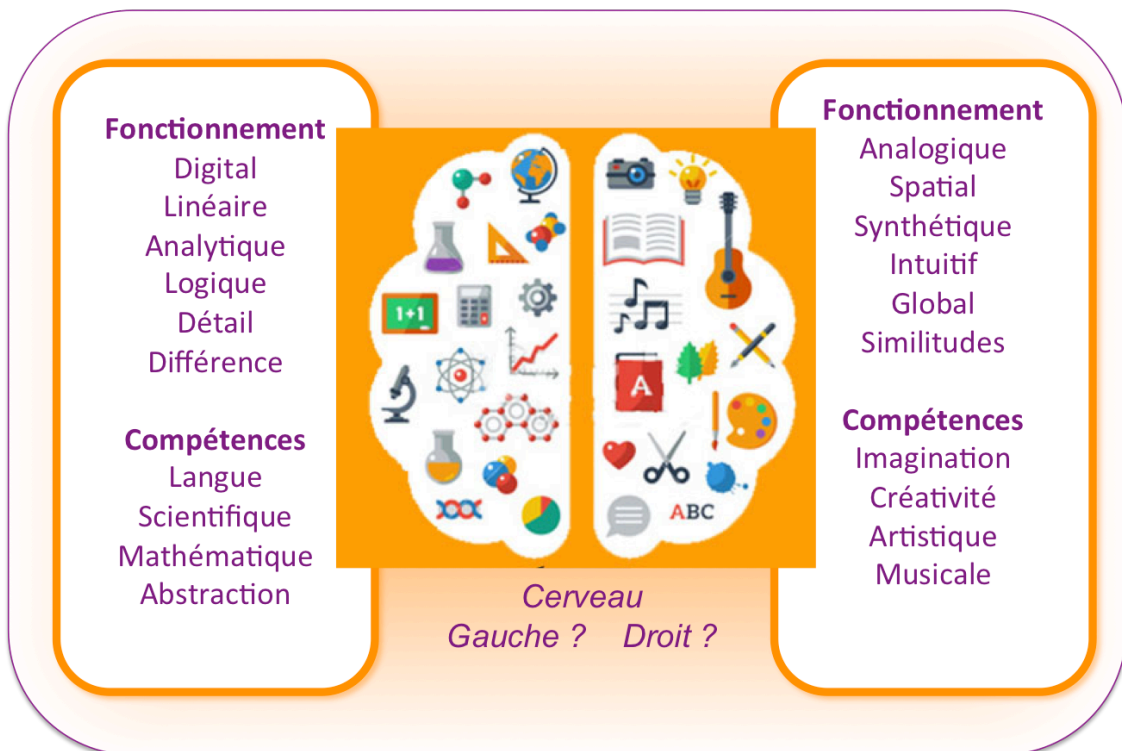 Fonctionnement
Digital
Linéaire
Analytique
Logique
Détail
Différence
Compétences
Langue
Scientifique
Mathématique
Abstraction
1+1
A
ABC
Cerveau
Gauche ? Droit ?
Fonctionnement
Analogique
Spatial
Synthétique
Intuitif
Global
Similitudes
Compétences
Imagination
Créativité
Artistique
Musicale